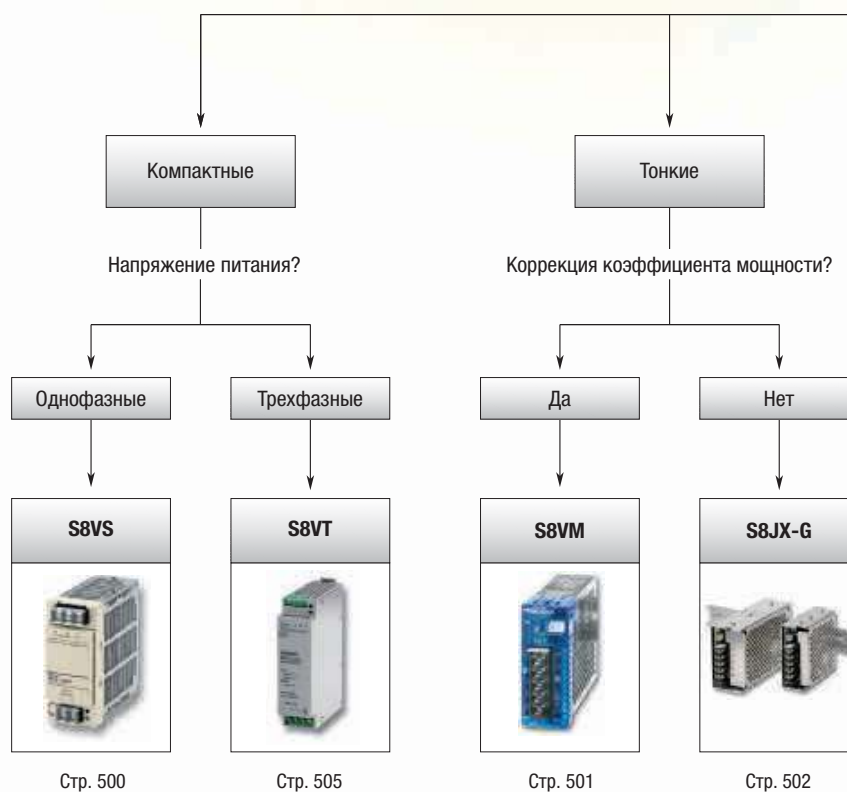 Компактные
Тонкие
Напряжение питания?
Коррекция коэффициента мощности?
Однофазные
Трехфазные
Да
Нет
S8VS
S8VT
S8VM
S8JX-G
Стр. 500
Стр. 505
Стр. 501
Стр. 502